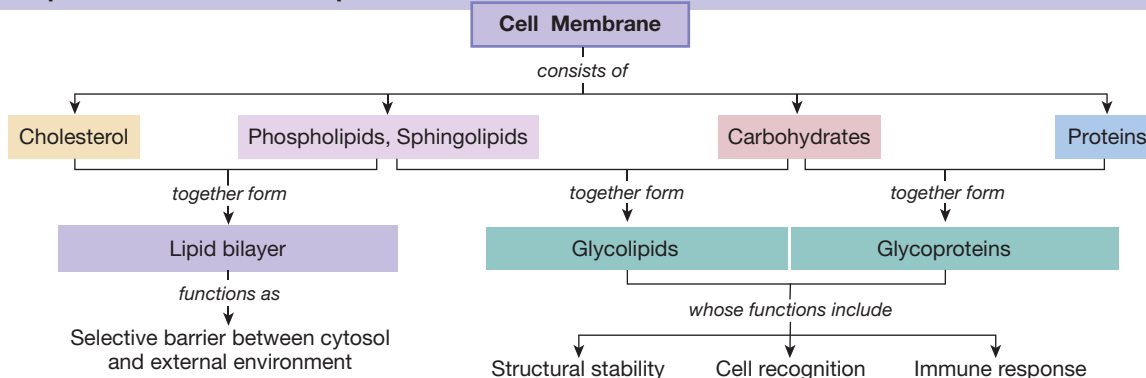 Cell Membrane
consists of
Cholesterol
Phospholipids, Sphingolipids
Carbohydrates
Proteins
together form
together form
together form
Lipid bilayer
Glycolipids
Glycoproteins
functions as
whose functions include
Selective barrier between cytosol
and external environment
Structural stability
Cell recognition
Immune response